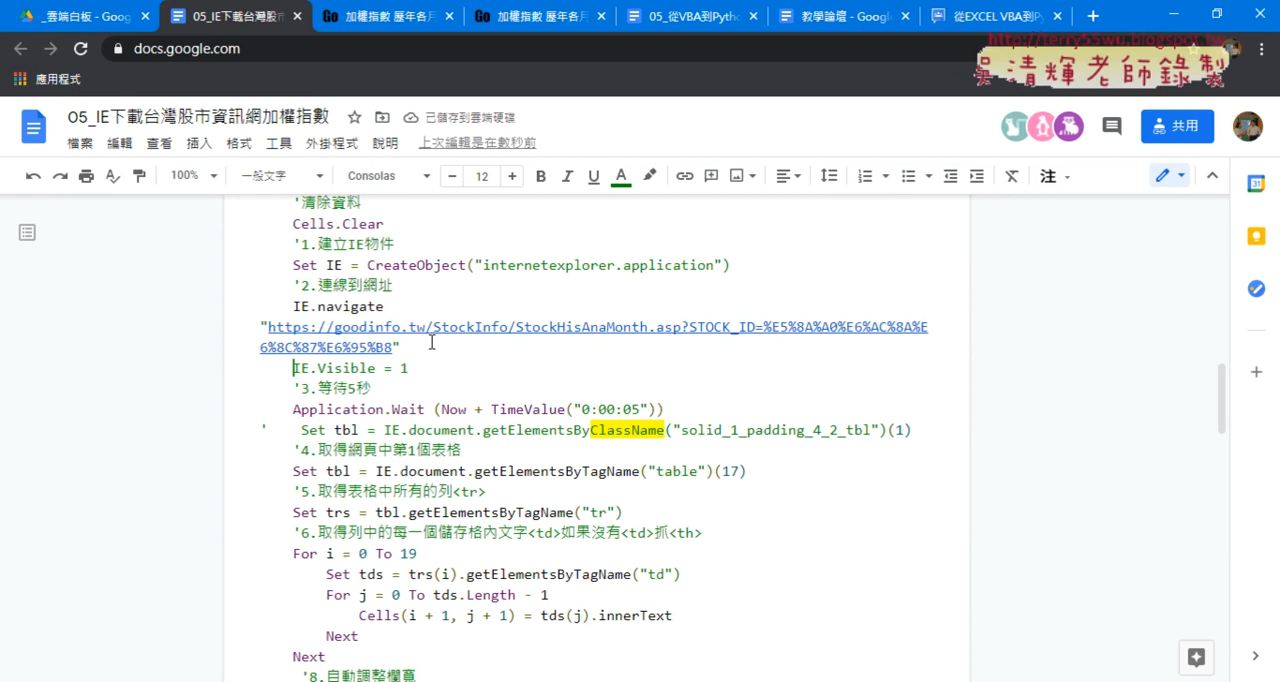 _雲端白板 - Goog
05_IE下載台灣股市
加權指數 歷年各月
加權指數 歷年各月
05_從VBA到Pytho
教學論壇 - Googl
從EXCEL VBA到Py
docs.google.com
http://terry55wu.blogspot.tw
吳清輝老師錄製
應用程式
05_IE下載台灣股市資訊網加權指數
已儲存到雲端硬碟
共用
檔案 編輯 查看 插入 格式 工具 外掛程式 說明 上次編輯是在數秒前
100% 一般文字 Consolas 12 B I U A 注
'清除資料
Cells.Clear
'1.建立IE物件
Set IE = CreateObject("internetexplorer.application")
'2.連線到網址
IE.navigate
"https://goodinfo.tw/StockInfo/StockHisAnaMonth.asp?STOCK_ID=%E5%8A%A0%E6%AC%8A%E
6%8C%87%E6%95%B8"
IE.Visible = 1
'3.等待5秒
Application.Wait (Now + TimeValue("0:00:05"))
' Set tbl = IE.document.getElementsByClassName("solid_1_padding_4_2_tbl")(1)
'4.取得網頁中第1個表格
Set tbl = IE.document.getElementsByTagName("table")(17)
'5.取得表格中所有的列<tr>
Set trs = tbl.getElementsByTagName("tr")
'6.取得列中的每一個儲存格內文字<td>如果沒有<td>抓<th>
For i = 0 To 19
Set tds = trs(i).getElementsByTagName("td")
For j = 0 To tds.Length - 1
Cells(i + 1, j + 1) = tds(j).innerText
Next
Next
'8.自動調整欄寬